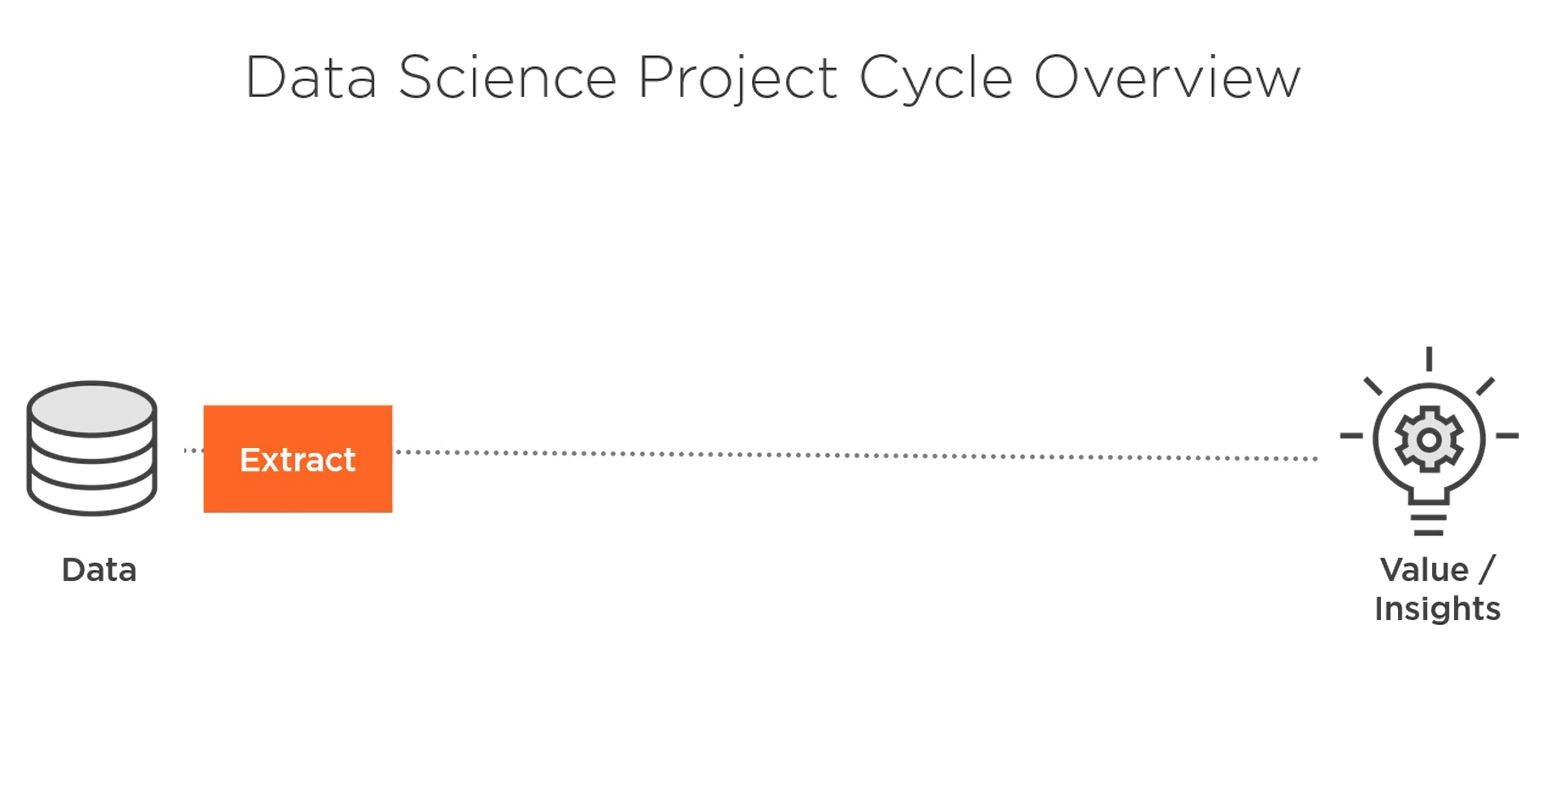 Data Science Project Cycle Overview
Extract
Data
Value /
Insights